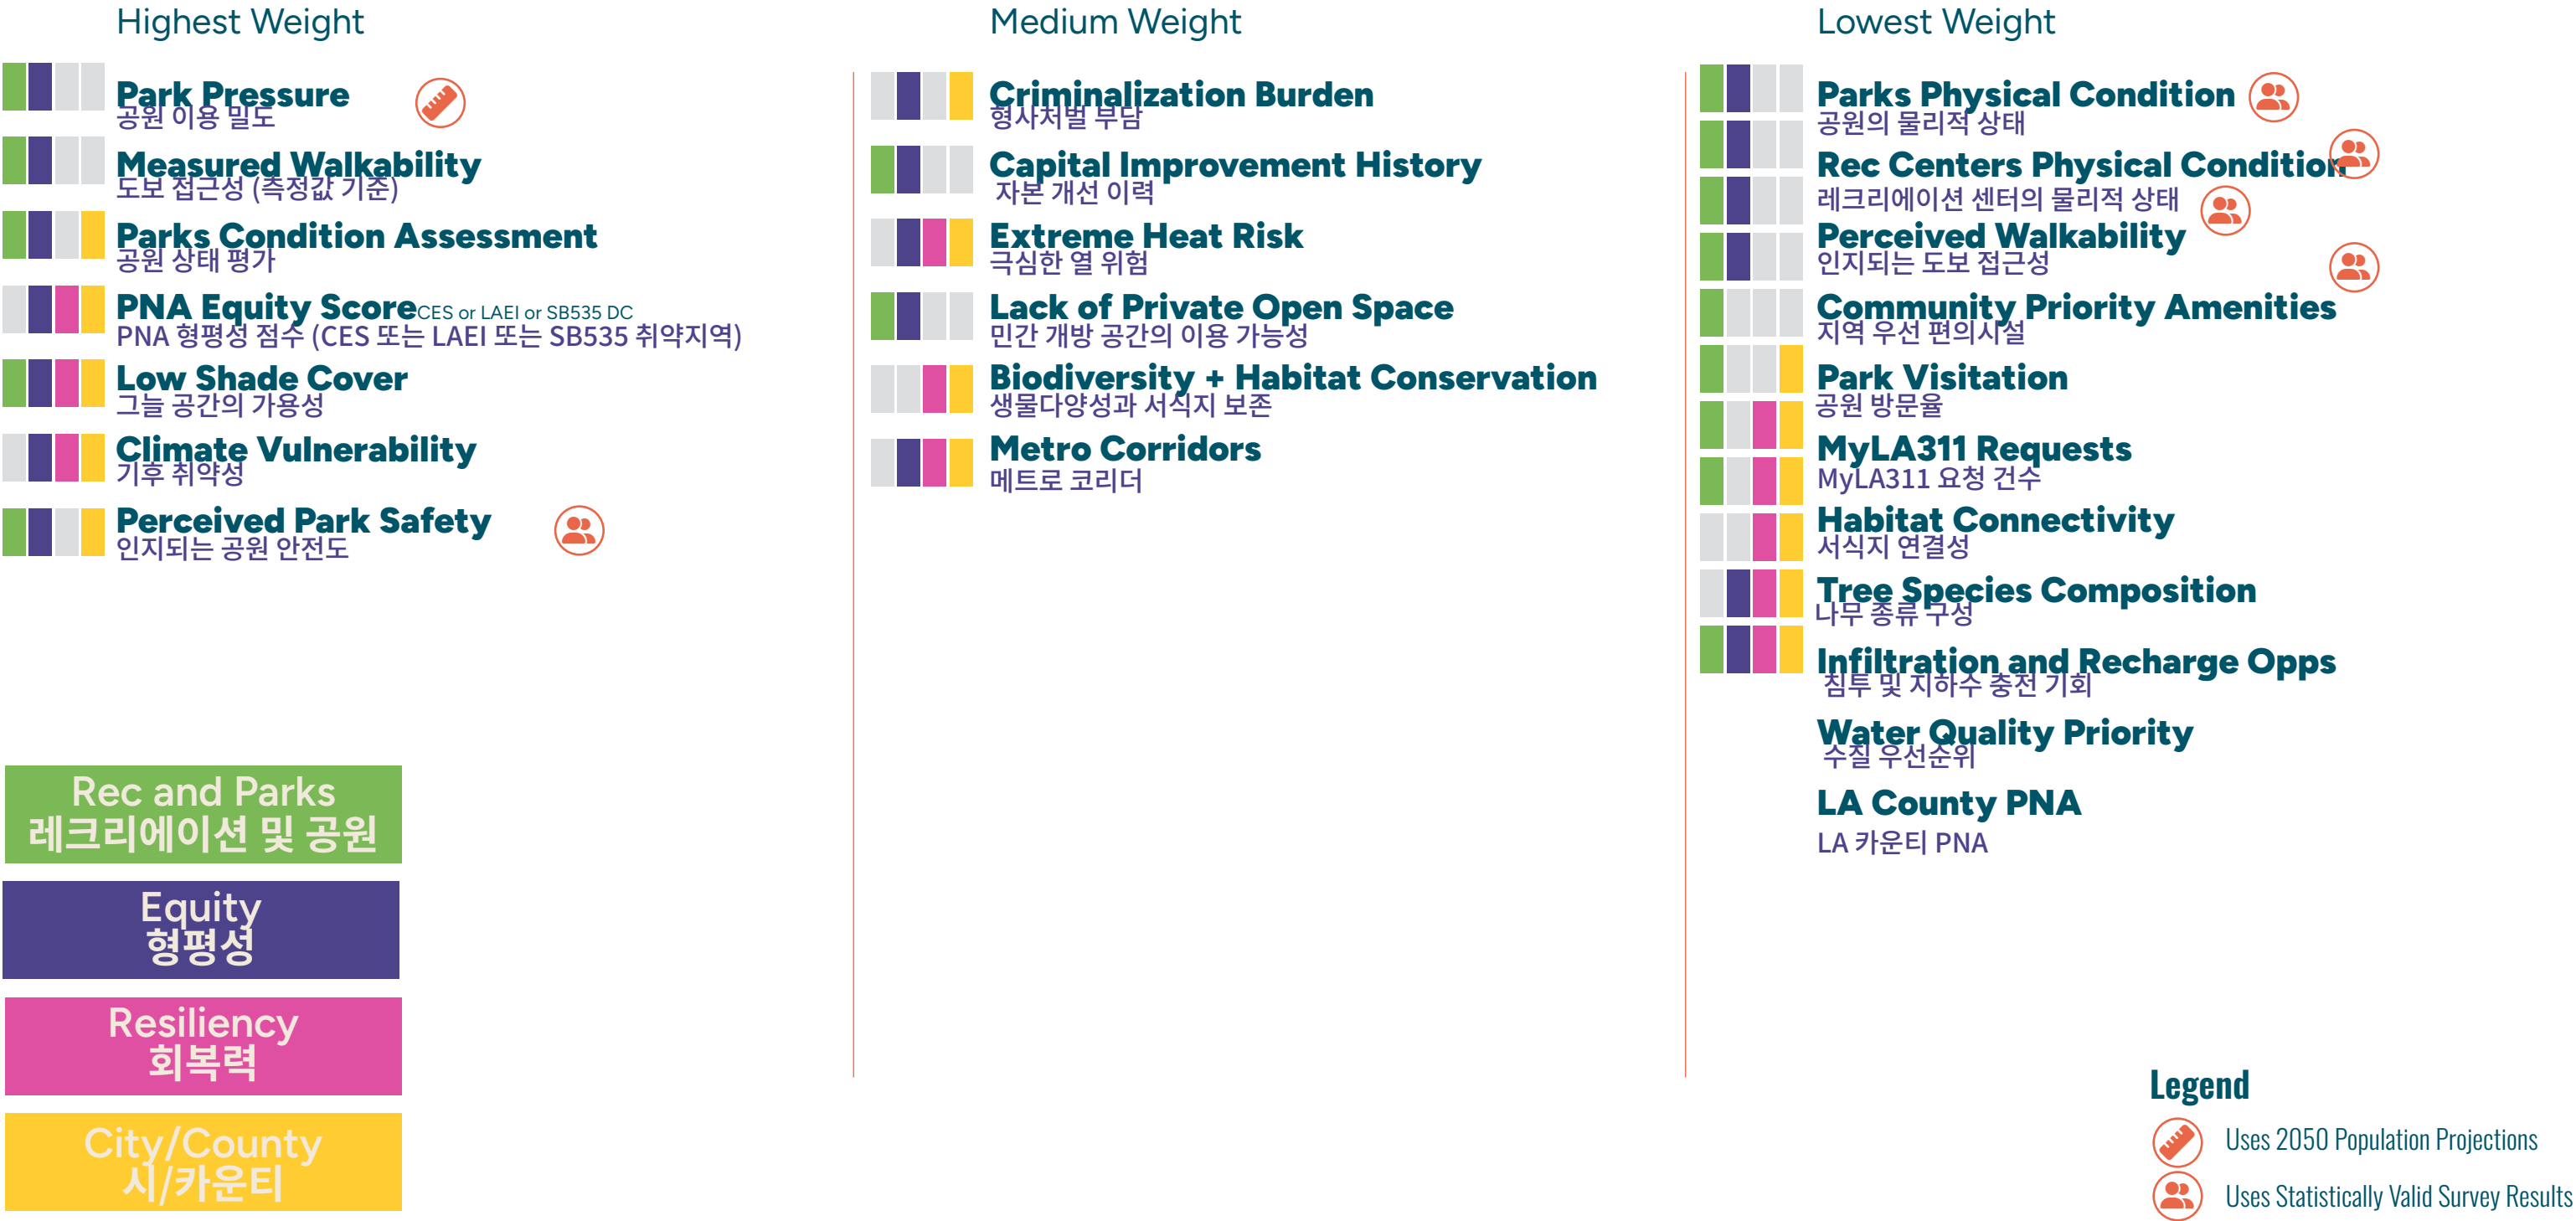 Highest Weight
Park Pressure
공원 이용 밀도
Measured Walkability
도보 접근성 (측정값 기준)
Parks Condition Assessment
공원 상태 평가
PNA Equity Score CES or LAEI or SB535 DC
PNA 형평성 점수 (CES 또는 LAEI 또는 SB535 취약지역)
Low Shade Cover
그늘 공간의 가용성
Climate Vulnerability
기후 취약성
Perceived Park Safety
인지되는 공원 안전도
Medium Weight
Criminalization Burden
형사처벌 부담
Capital Improvement History
자본 개선 이력
Extreme Heat Risk
극심한 열 위험
Lack of Private Open Space
민간 개방 공간의 이용 가능성
Biodiversity + Habitat Conservation
생물다양성과 서식지 보존
Metro Corridors
메트로 코리더
Lowest Weight
Parks Physical Condition
공원의 물리적 상태
Rec Centers Physical Condition
레크리에이션 센터의 물리적 상태
Perceived Walkability
인지되는 도보 접근성
Community Priority Amenities
지역 우선 편의시설
Park Visitation
공원 방문율
MyLA311 Requests
MyLA311 요청 건수
Habitat Connectivity
서식지 연결성
Tree Species Composition
나무 종류 구성
Infiltration and Recharge Opps
침투 및 지하수 충전 기회
Water Quality Priority
수질 우선순위
LA County PNA
LA 카운티 PNA
Rec and Parks
레크리에이션 및 공원
Equity
형평성
Resiliency
회복력
City/County
시/카운티
Legend
Uses 2050 Population Projections
Uses Statistically Valid Survey Results